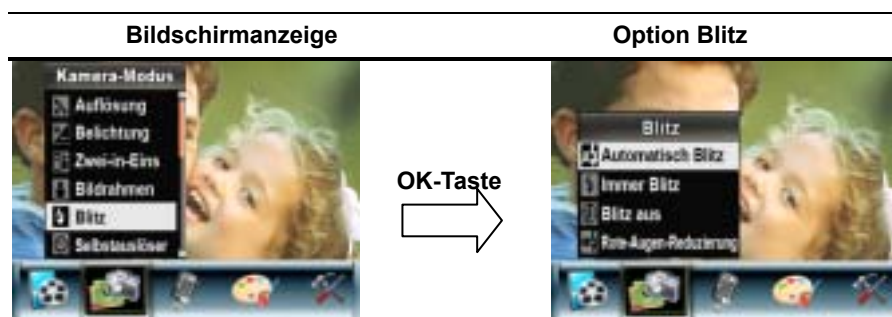 Bildschirmanzeige
Option Blitz
Kamera-Modus
Auflösung
Belichtung
Zwei-in-Eins
Bildrahmen
Blitz
Selbstauslöser
OK-Taste
Blitz
Automatisch Blitz
Immer Blitz
Blitz aus
Rote-Augen-Reduzierung